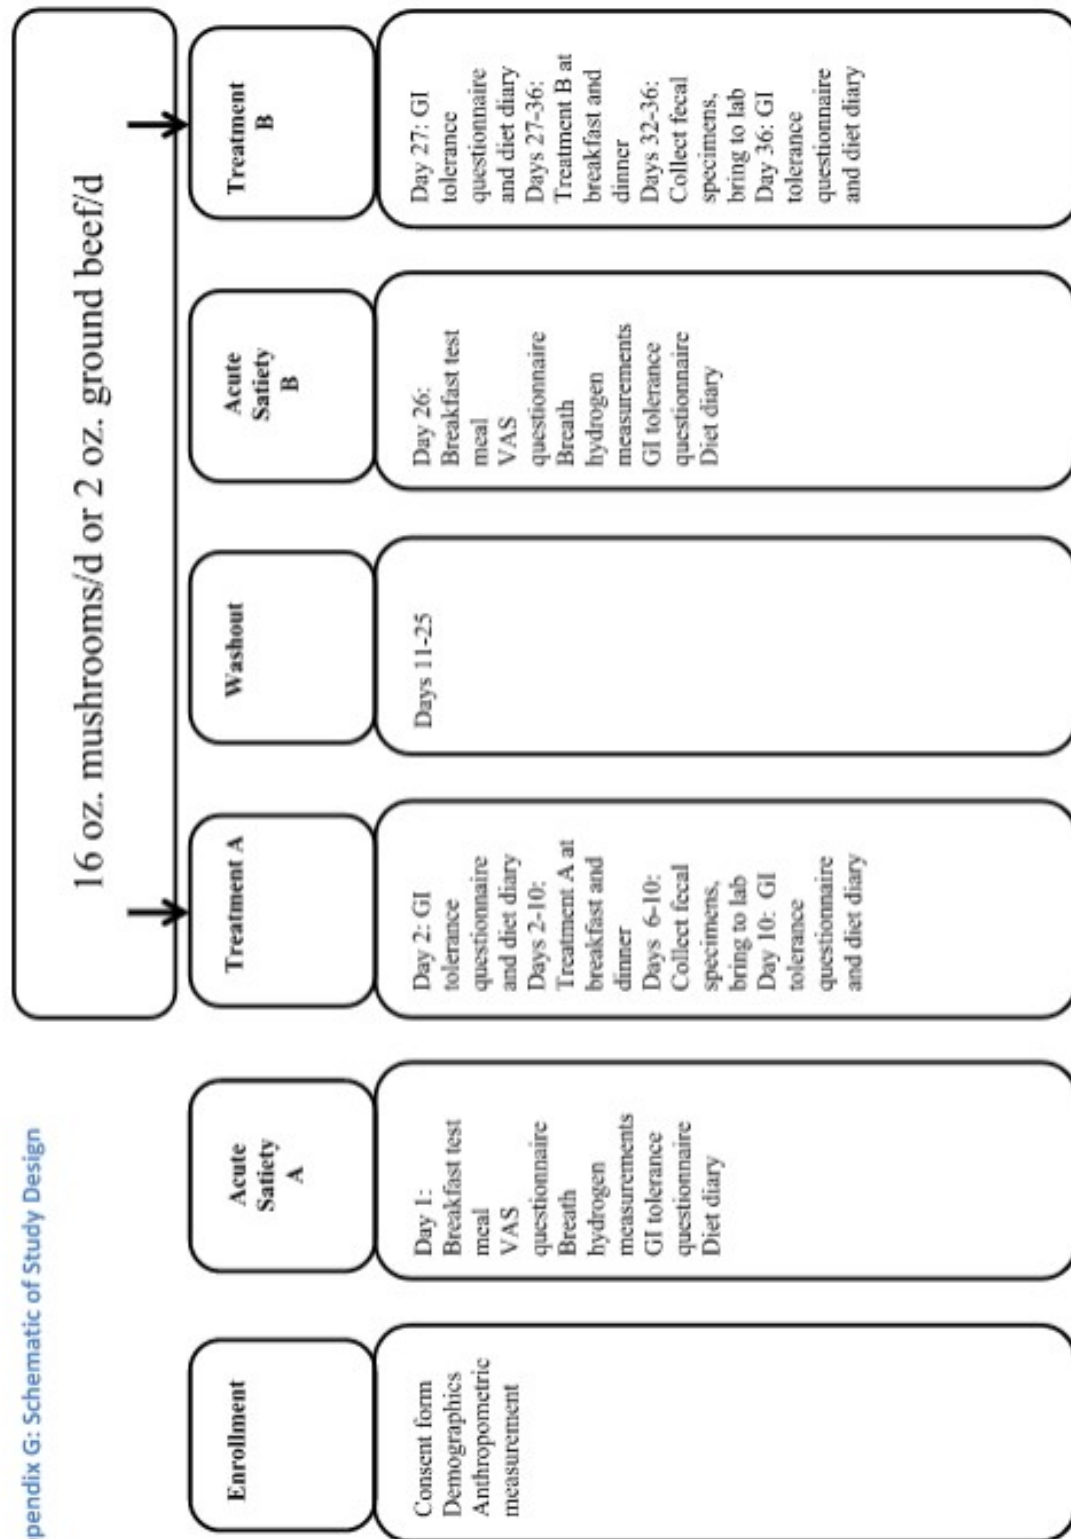 pendix G: Schematic of Study Design
16 oz. mushrooms/d or 2 oz. ground beef/d
Enrollment
Consent form
Demographics
Anthropometric
measurement
Acute
Satiety
A
Day 1:
Breakfast test
meal
VAS
questionnaire
Breath
hydrogen
measurements
GI tolerance
questionnaire
Diet diary
Treatment A
Day 2: GI
tolerance
questionnaire
and diet diary
Days 2-10:
Treatment A at
breakfast and
dinner
Days 6-10:
Collect fecal
specimens,
bring to lab
Day 10: GI
tolerance
questionnaire
and diet diary
Washout
Days 11-25
Acute
Satiety
B
Day 26:
Breakfast test
meal
VAS
questionnaire
Breath
hydrogen
measurements
GI tolerance
questionnaire
Diet diary
Treatment
B
Day 27: GI
tolerance
questionnaire
and diet diary
Days 27-36:
Treatment B at
breakfast and
dinner
Days 32-36:
Collect fecal
specimens,
bring to lab
Day 36: GI
tolerance
questionnaire
and diet diary